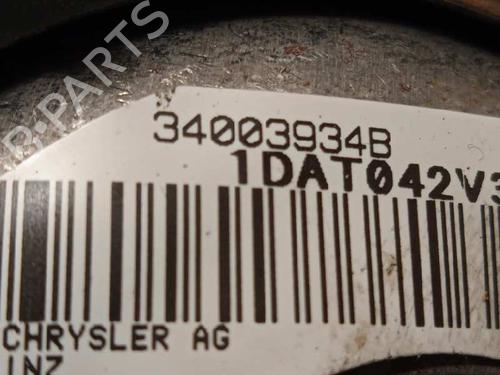 B-PARTS
34003934B
1DAT042V3
CHRYSLER AG